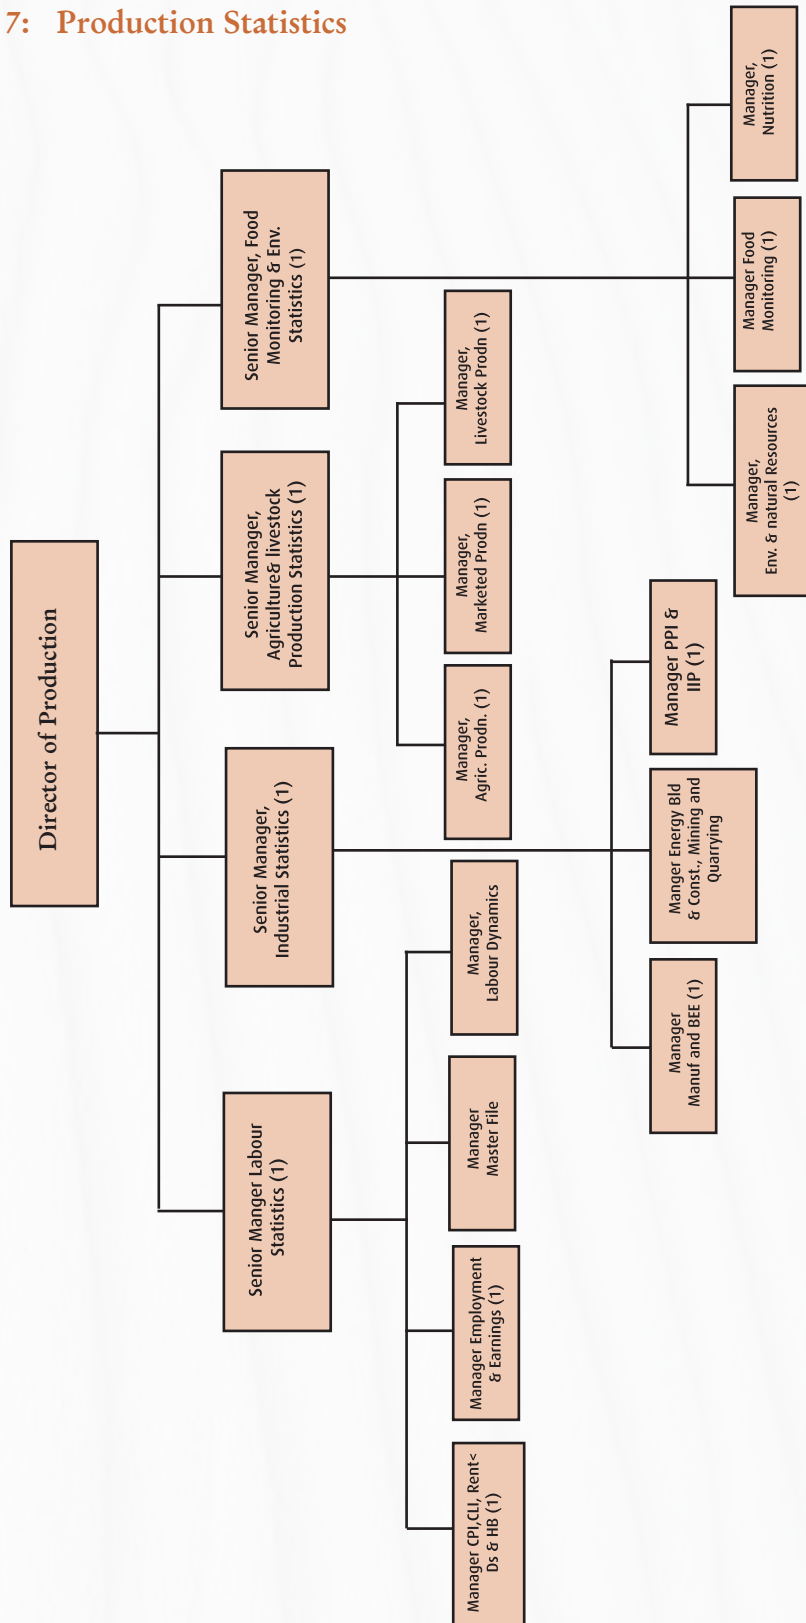 7: Production Statistics
Director of Production
Senior Manger Labour
Statistics (1)
Senior Manager,
Industrial Statistics (1)
Senior Manager,
Agriculture& livestock
Production Statistics (1)
Senior Manager, Food
Monitoring & Env.
Statistics (1)
Manager CPI,CLI, Rent<
Ds & HB (1)
Manager Employment
& Earnings (1)
Manager
Master File
Manager,
Labour Dynamics
Manager,
Agric. Prodn. (1)
Manager,
Marketed Prodn (1)
Manager,
Livestock Prodn (1)
Manager
Manuf and BEE (1)
Manger Energy Bld
& Const., Mining and
Quarrying
Manager PPI &
IIP (1)
Manager,
Env. & natural Resources
(1)
Manager Food
Monitoring (1)
Manager,
Nutrition (1)